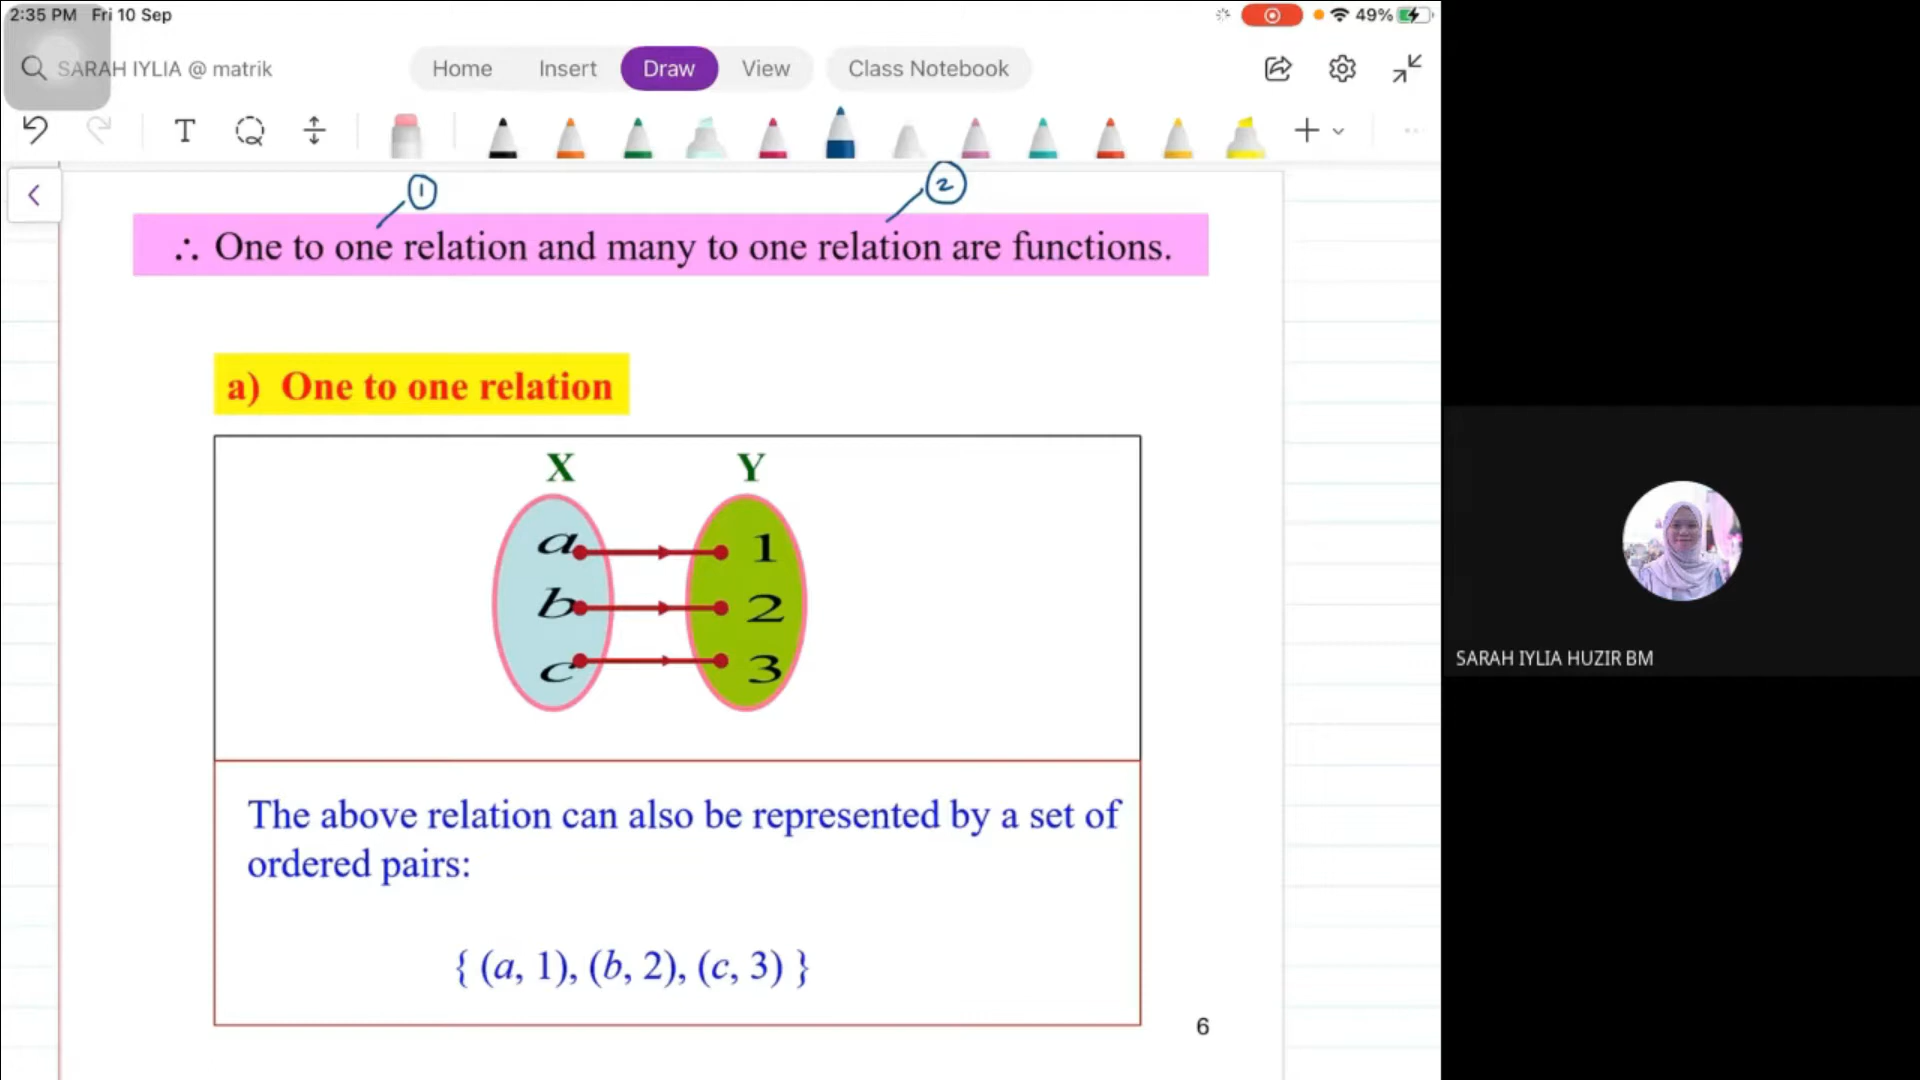 2:35 PM Fri 10 Sep
49%
SARAH IYLIA @ matrik
Home Insert Draw View Class Notebook
T
1 2
∴ One to one relation and many to one relation are functions.
a) One to one relation
X Y
a 1
b 2
c 3
The above relation can also be represented by a set of
ordered pairs:
{ (a, 1), (b, 2), (c, 3) }
6
SARAH IYLIA HUZIR BM